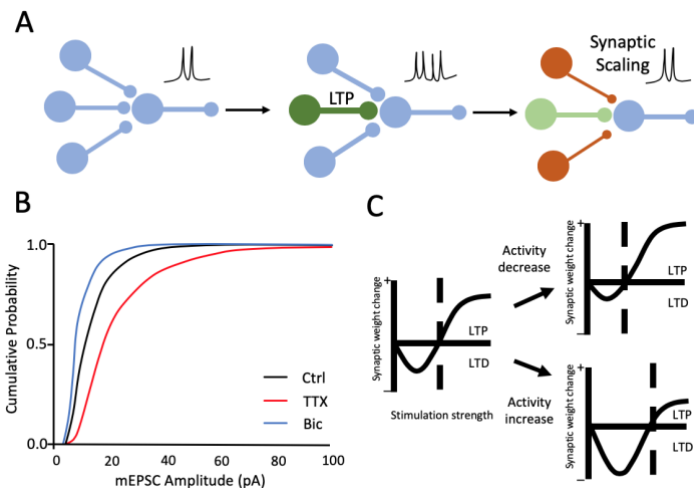 A
LTP
Synaptic
Scaling
B
Cumulative Probability
1.0
0.5
0.0
Ctrl
TTX
Bic
0
20
40
60
80
100
mEPSC Amplitude (pA)
C
Synaptic weight change
LTP
LTD
Stimulation strength
Activity
decrease
Activity
increase
+
Synaptic weight change
LTP
LTD
_
+
Synaptic weight change
LTP
LTD
_